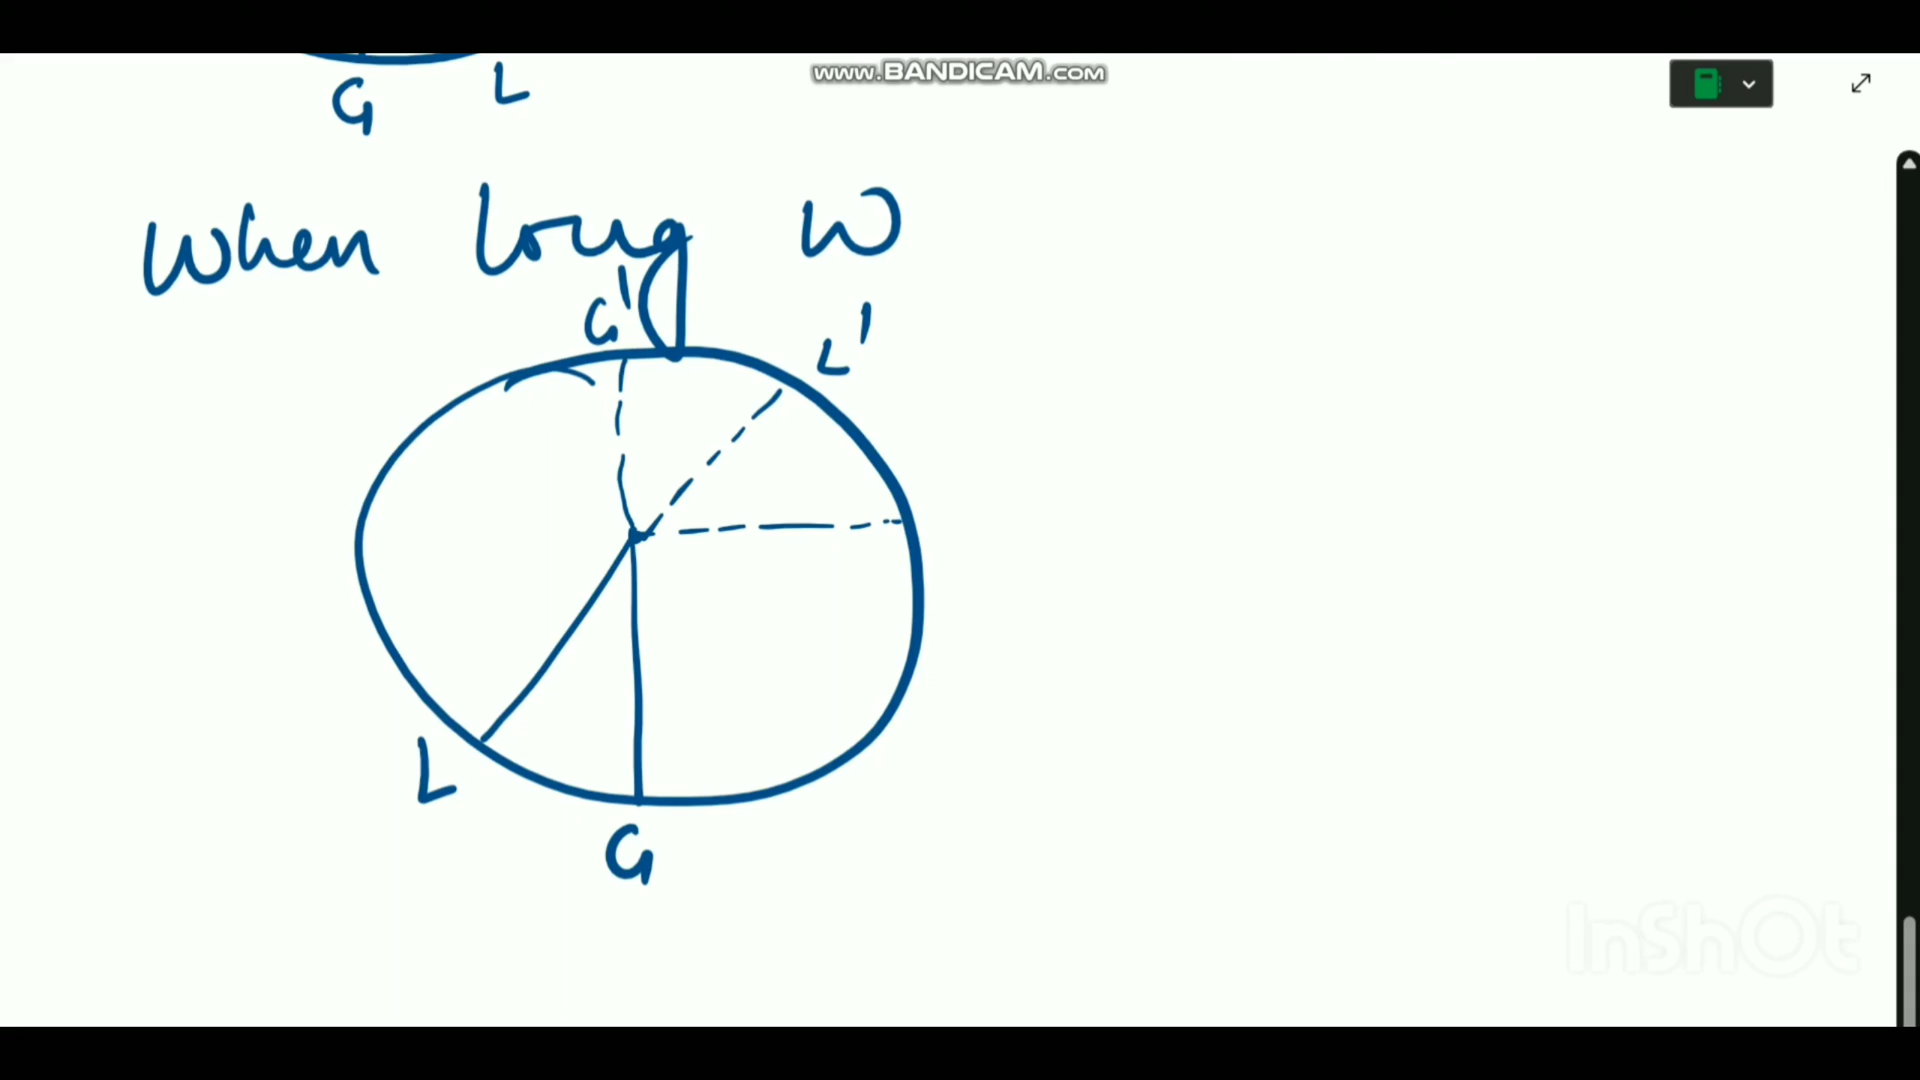 www.BANDICAM.com
G L
When long W
G' L'
L
G
InShOt